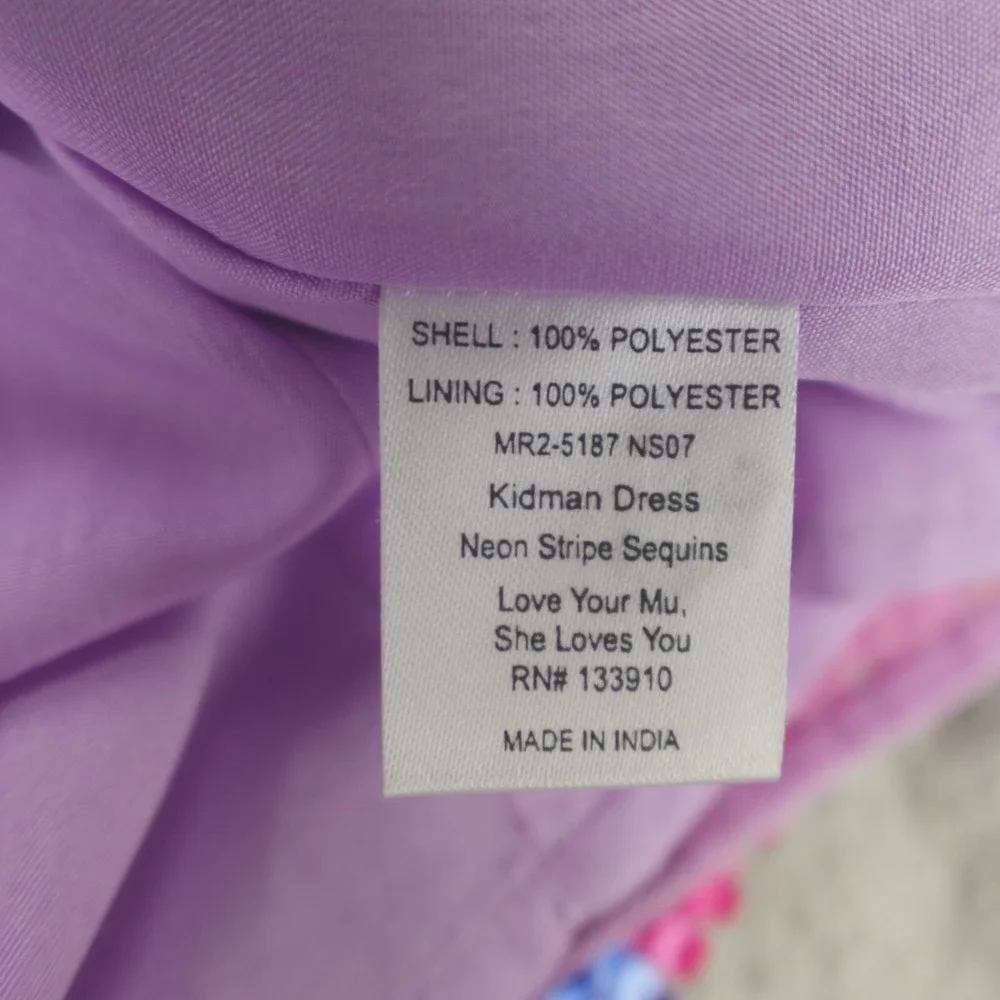 SHELL : 100% POLYESTER
LINING : 100% POLYESTER
MR2-5187 NS07
Kidman Dress
Neon Stripe Sequins
Love Your Mu,
She Loves You
RN# 133910
MADE IN INDIA